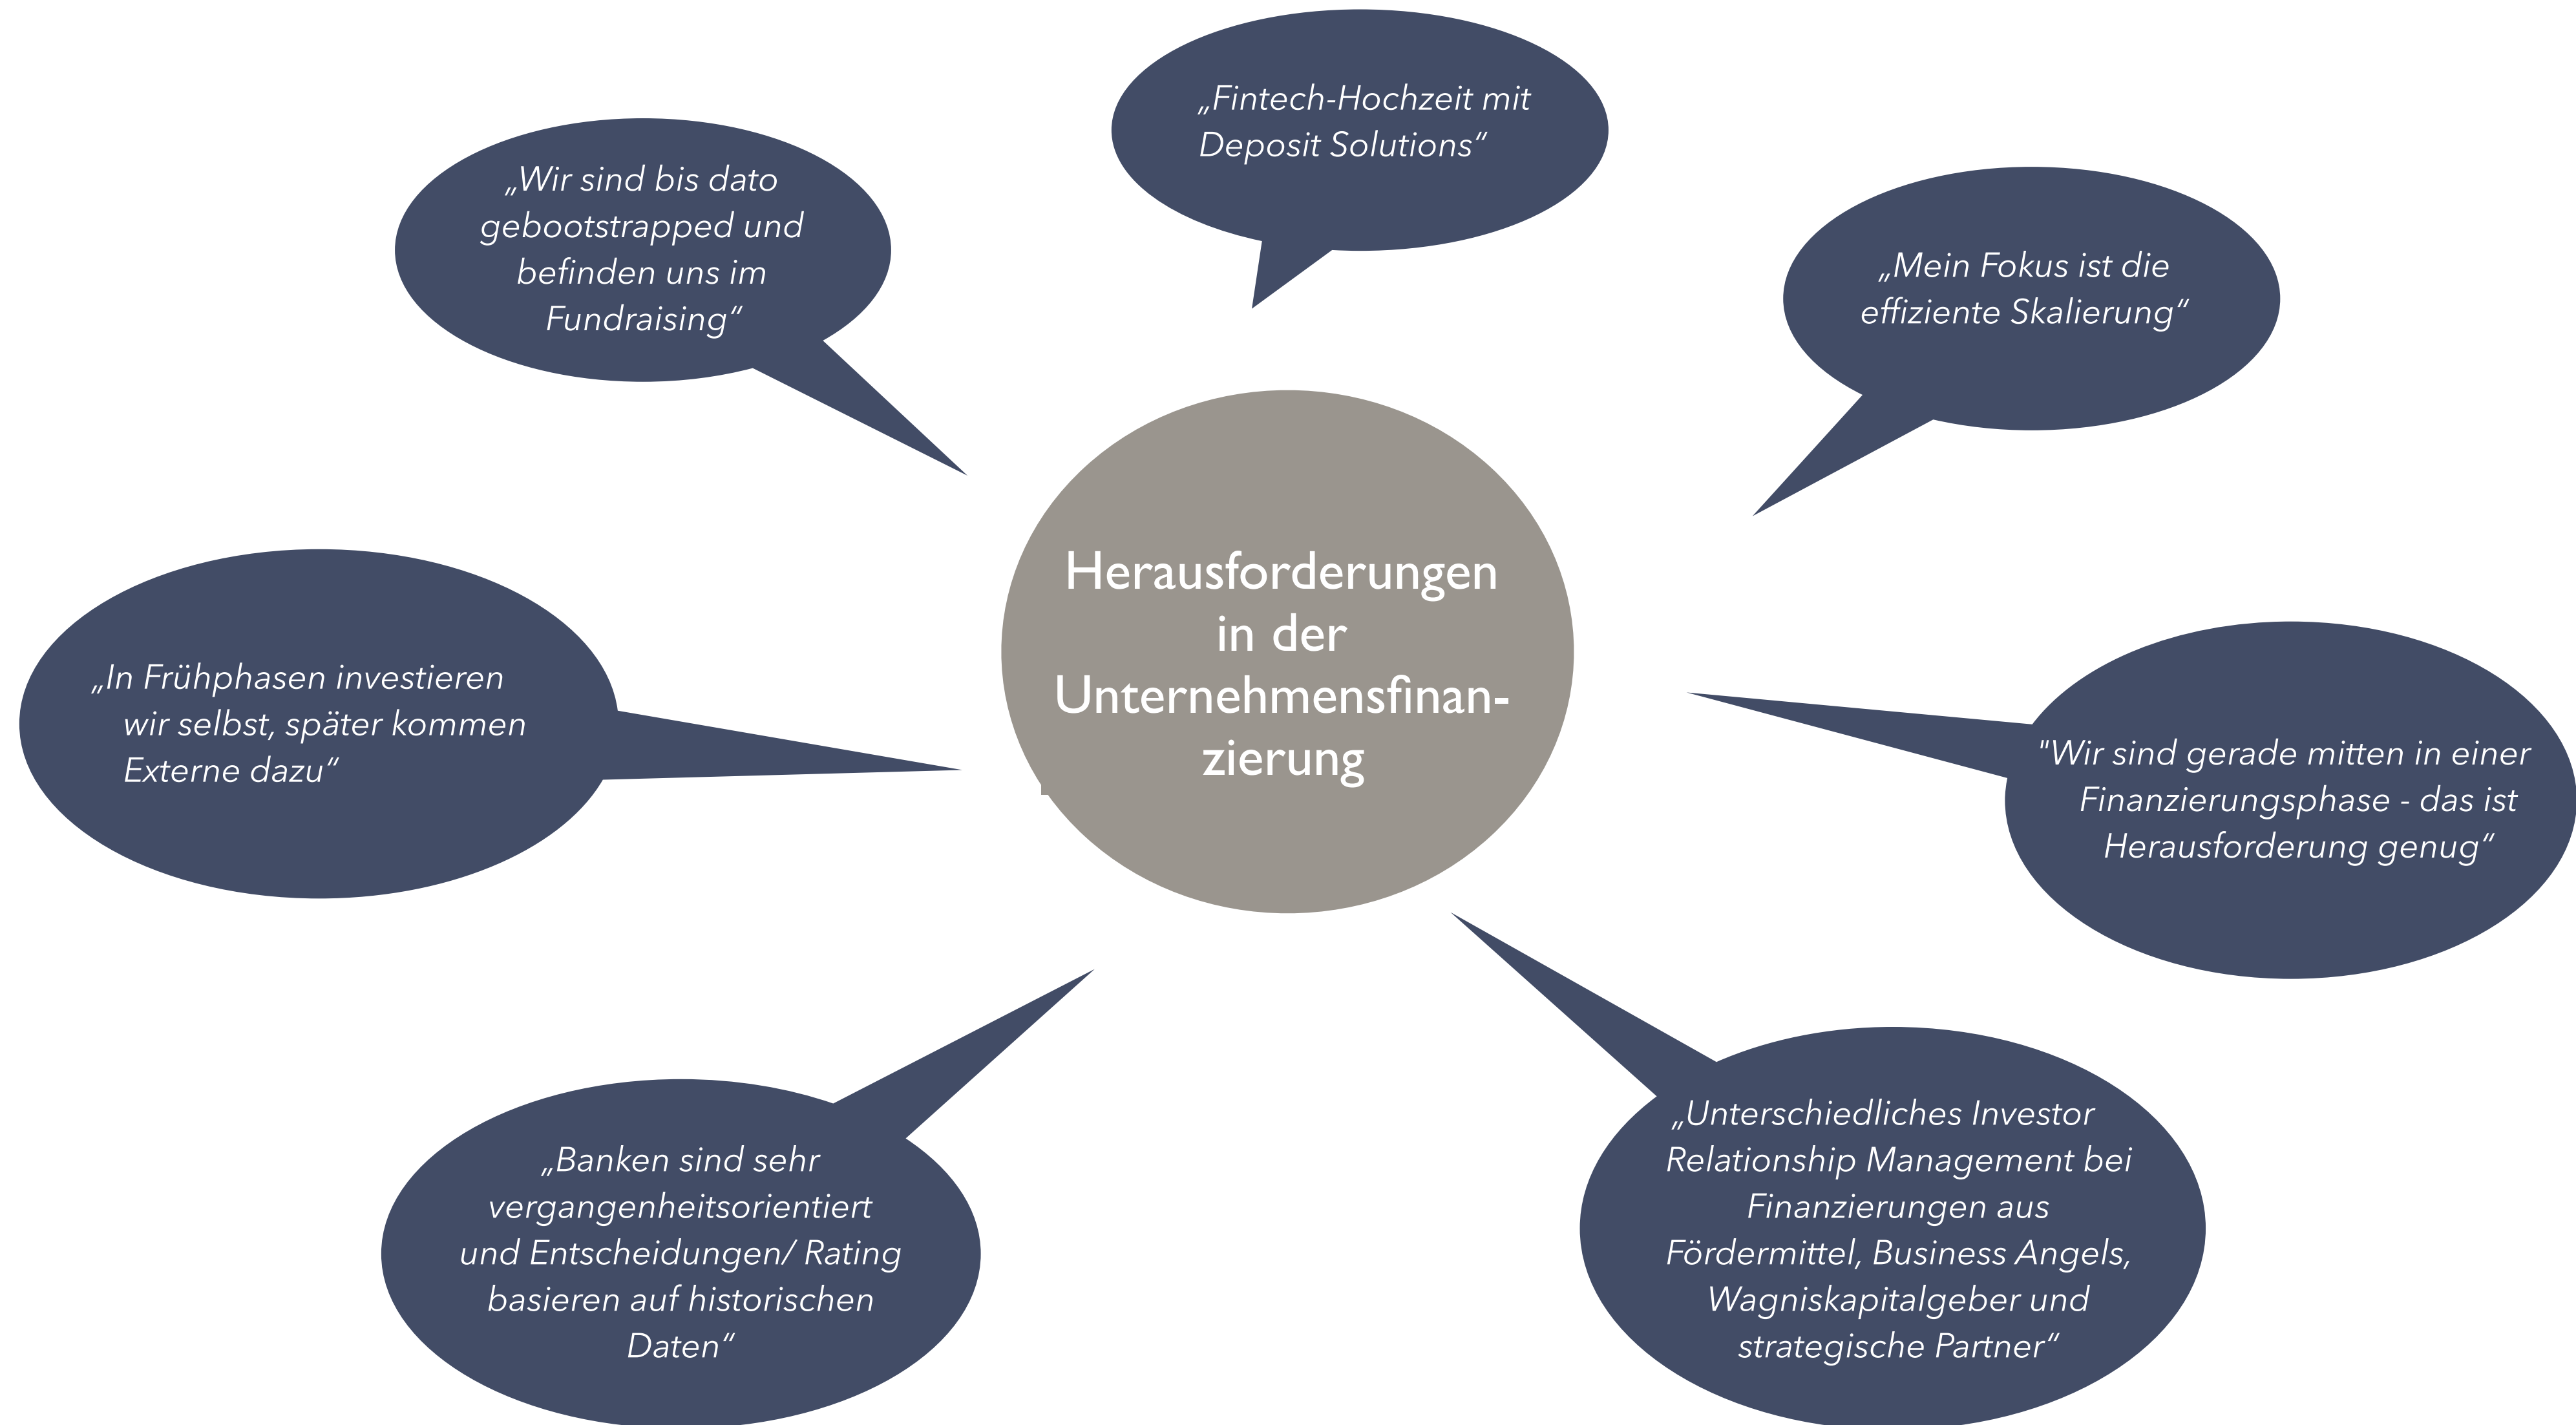 „Fintech-Hochzeit mit
Deposit Solutions“
„Wir sind bis dato
gebootstrapped und
befinden uns im
Fundraising“
„Mein Fokus ist die
effiziente Skalierung“
Herausforderungen
in der
Unternehmensfinan-
zierung
„In Frühphasen investieren
wir selbst, später kommen
Externe dazu“
"Wir sind gerade mitten in einer
Finanzierungsphase - das ist
Herausforderung genug“
„Banken sind sehr
vergangenheitsorientiert
und Entscheidungen/ Rating
basieren auf historischen
Daten“
„Unterschiedliches Investor
Relationship Management bei
Finanzierungen aus
Fördermittel, Business Angels,
Wagniskapitalgeber und
strategische Partner“